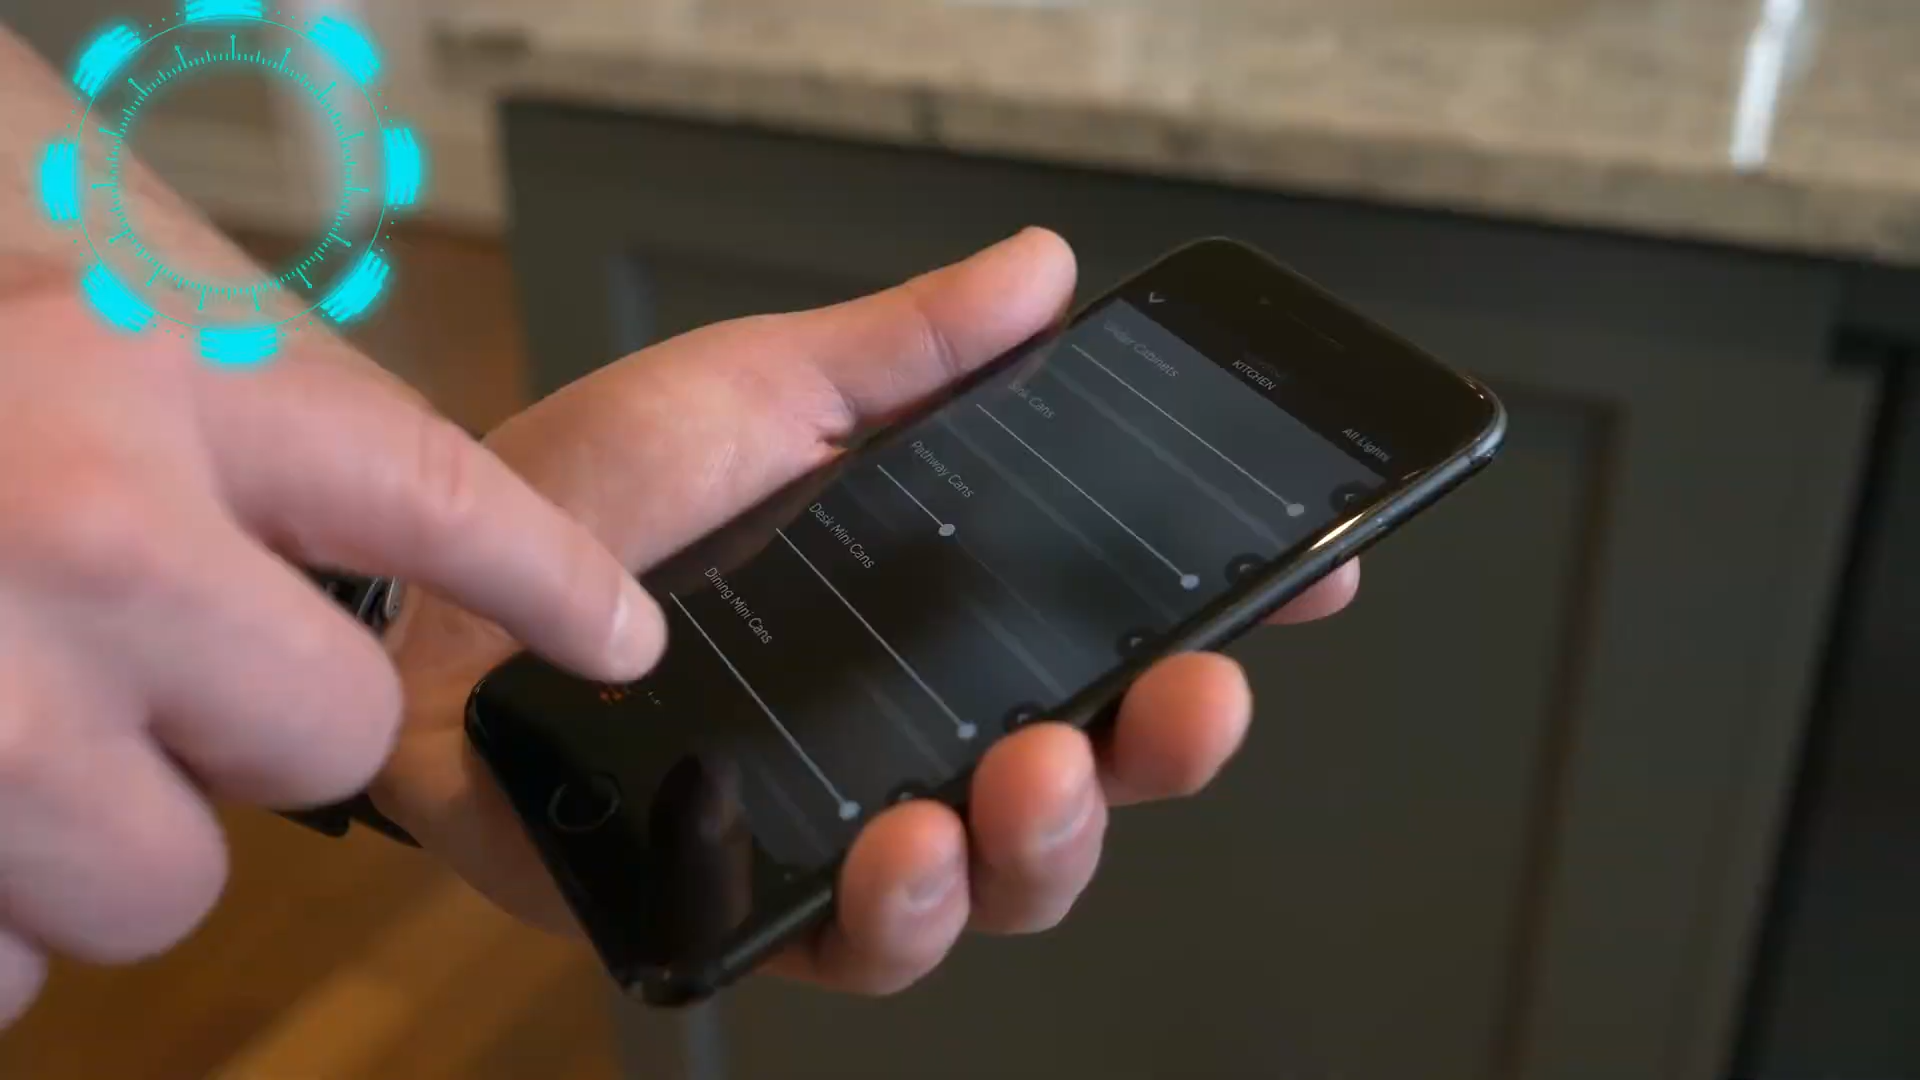 KITCHEN
All Lights
Under Cabinets
Sink Cans
Pathway Cans
Desk Mini Cans
Dining Mini Cans